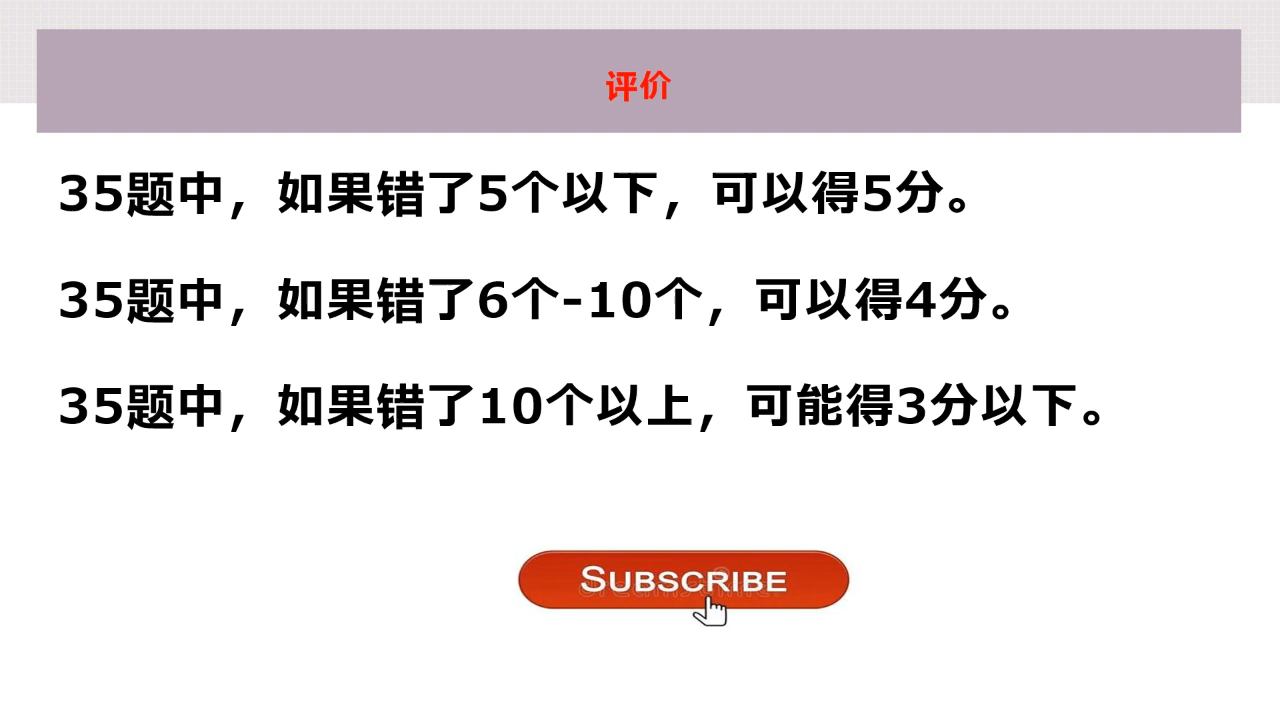 评价
35题中，如果错了5个以下，可以得5分。
35题中，如果错了6个-10个，可以得4分。
35题中，如果错了10个以上，可能得3分以下。
SUBSCRIBE